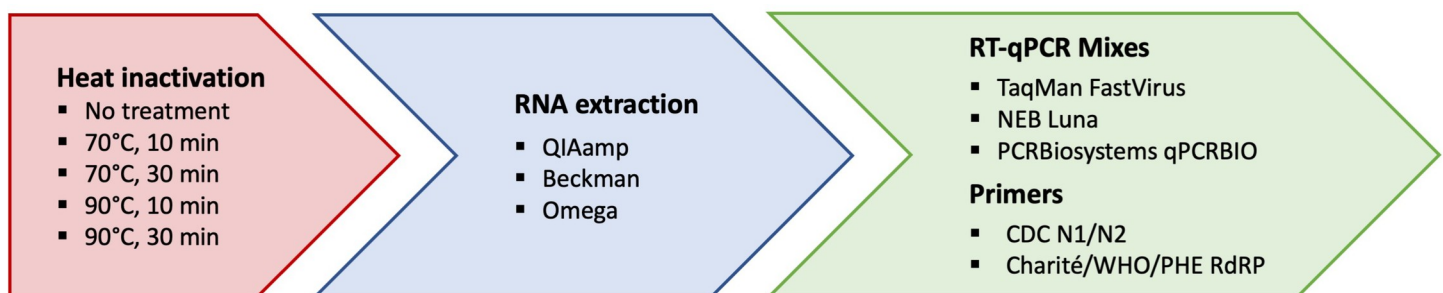 Heat inactivation
▪ No treatment
▪ 70°C, 10 min
▪ 70°C, 30 min
▪ 90°C, 10 min
▪ 90°C, 30 min
RNA extraction
▪ QIAamp
▪ Beckman
▪ Omega
RT-qPCR Mixes
▪ TaqMan FastVirus
▪ NEB Luna
▪ PCRBiosystems qPCRBIO
Primers
▪ CDC N1/N2
▪ Charité/WHO/PHE RdRP